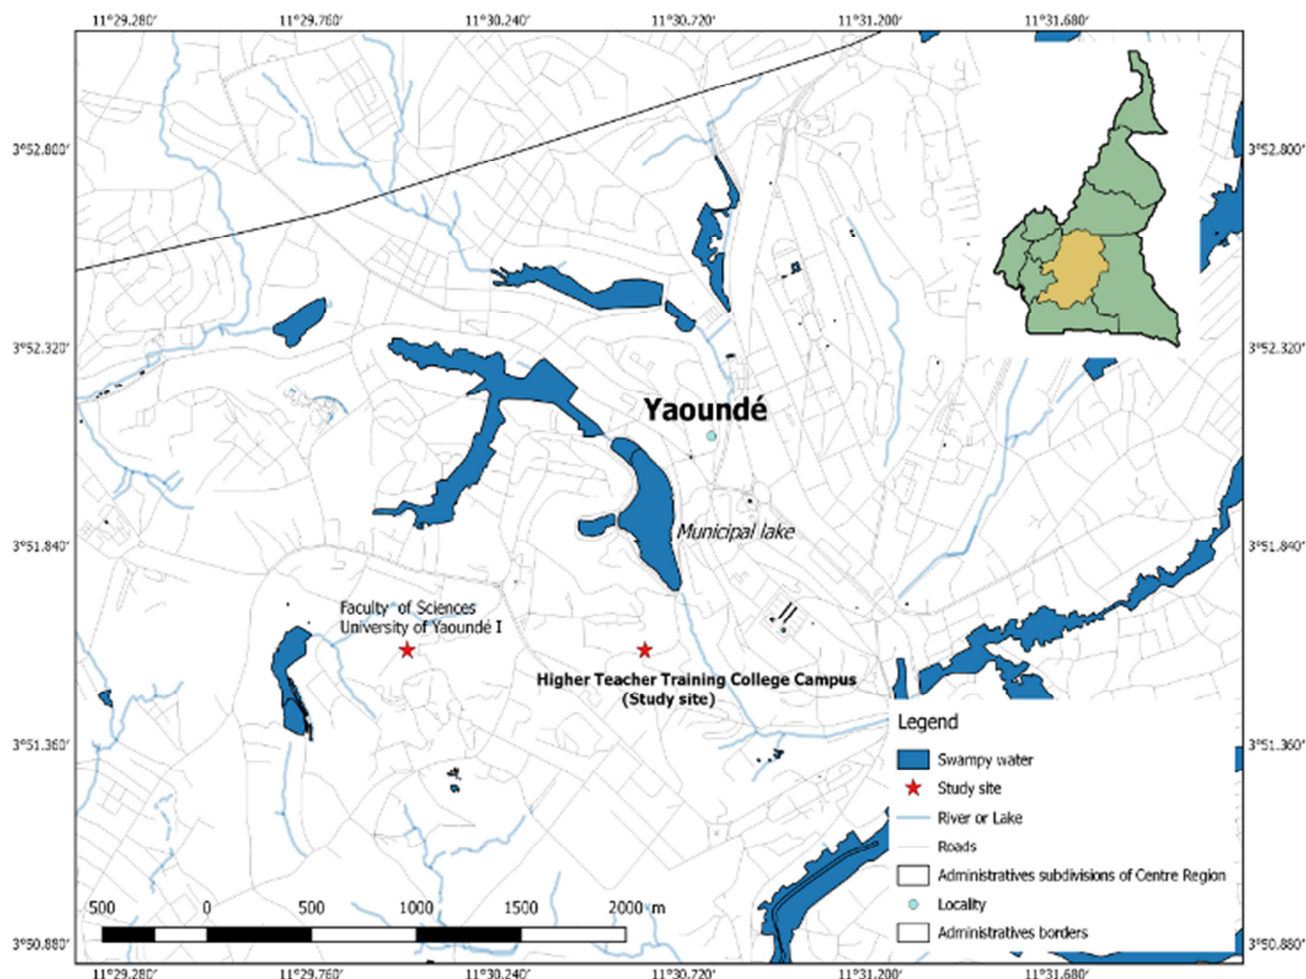 11°29.280' 11°29.760' 11°30.240' 11°30.720' 11°31.200' 11°31.680'
3°52.800' 3°52.800'
3°52.320' 3°52.320'
Yaoundé
Municipal lake
3°51.840' 3°51.840'
Faculty of Sciences
University of Yaoundé I
Higher Teacher Training College Campus
(Study site)
3°51.360' 3°51.360'
Legend
Swampy water
Study site
River or Lake
Roads
Administratives subdivisions of Centre Region
Locality
Administratives borders
500 0 500 1000 1500 2000 m
3°50.880' 3°50.880'
11°29.280' 11°29.760' 11°30.240' 11°30.720' 11°31.200' 11°31.680'